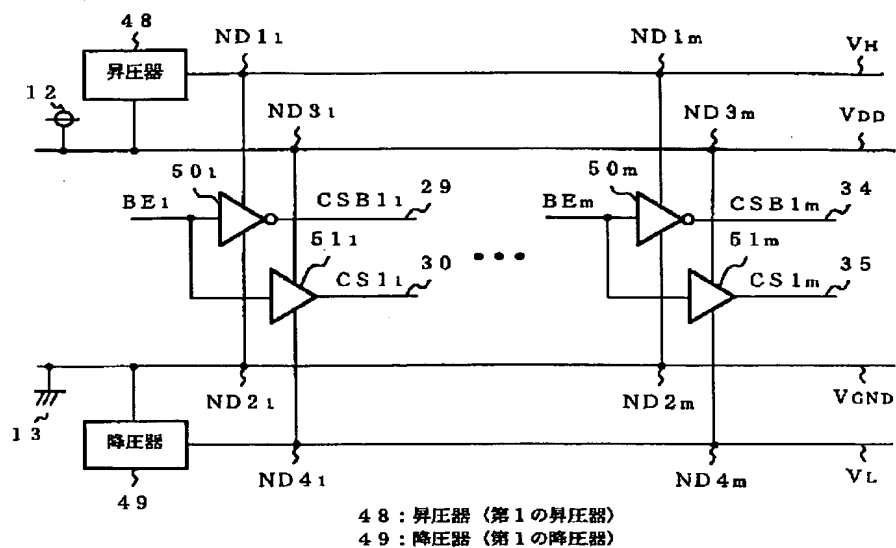 48
ND1₁
ND1m
VH
昇圧器
12
ND3₁
ND3m
VDD
50₁
50m
BE₁
CSB1₁
29
BEm
CSB1m
34
51₁
51m
CS1₁
30
・・・
CS1m
35
ND2₁
ND2m
VGND
13
降圧器
ND4₁
ND4m
VL
49
48:昇圧器(第1の昇圧器)
49:降圧器(第1の降圧器)